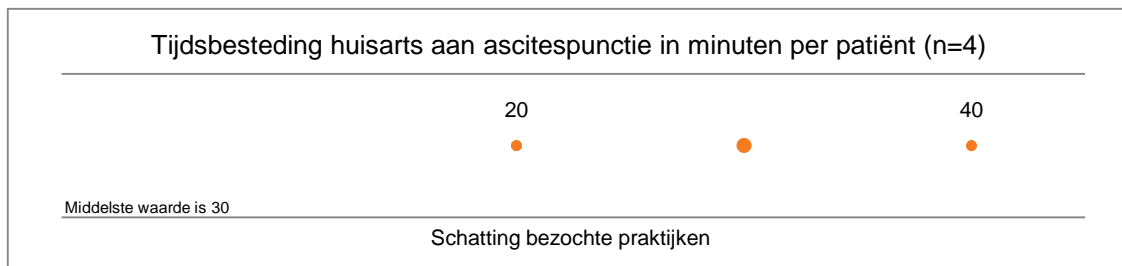 Tijdsbesteding huisarts aan ascitespunctie in minuten per patiënt (n=4)
20 40
Middelste waarde is 30
Schatting bezochte praktijken